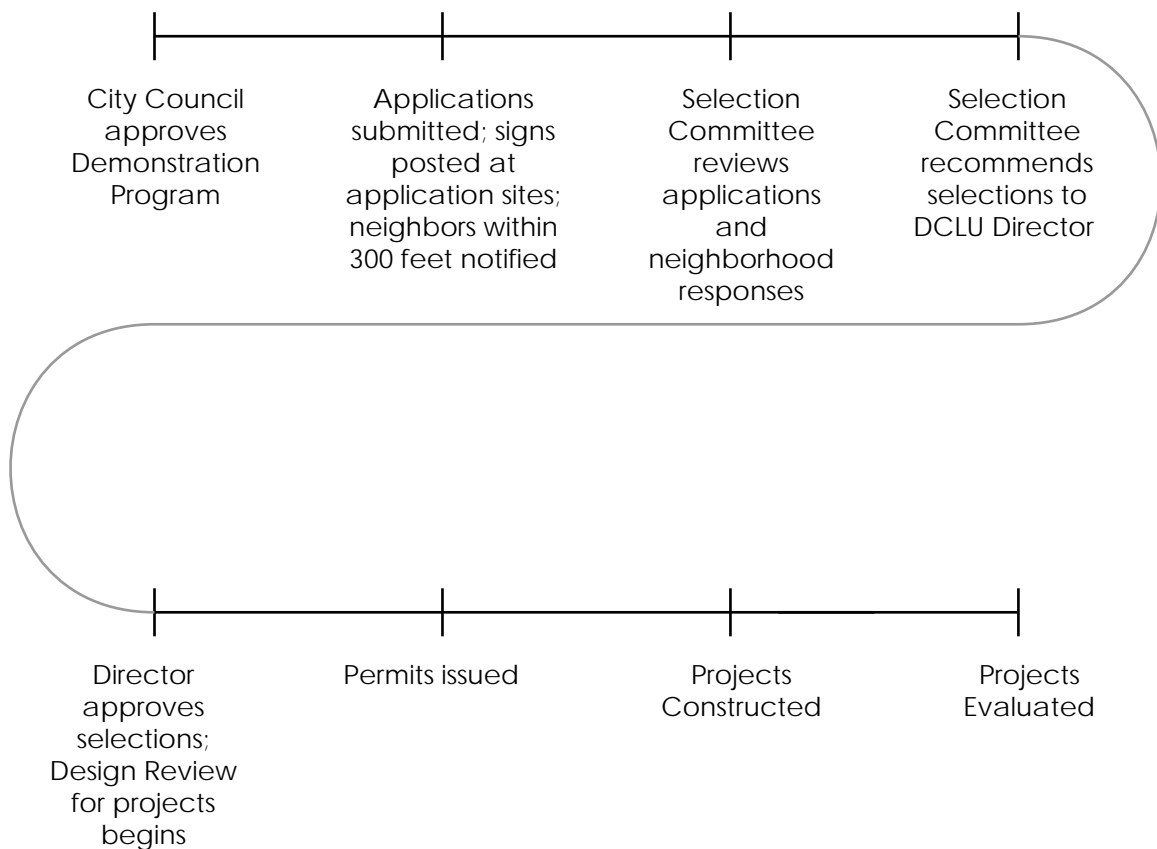 City Council
approves
Demonstration
Program
Applications
submitted; signs
posted at
application sites;
neighbors within
300 feet notified
Selection
Committee
reviews
applications
and
neighborhood
responses
Selection
Committee
recommends
selections to
DCLU Director
Director
approves
selections;
Design Review
for projects
begins
Permits issued
Projects
Constructed
Projects
Evaluated